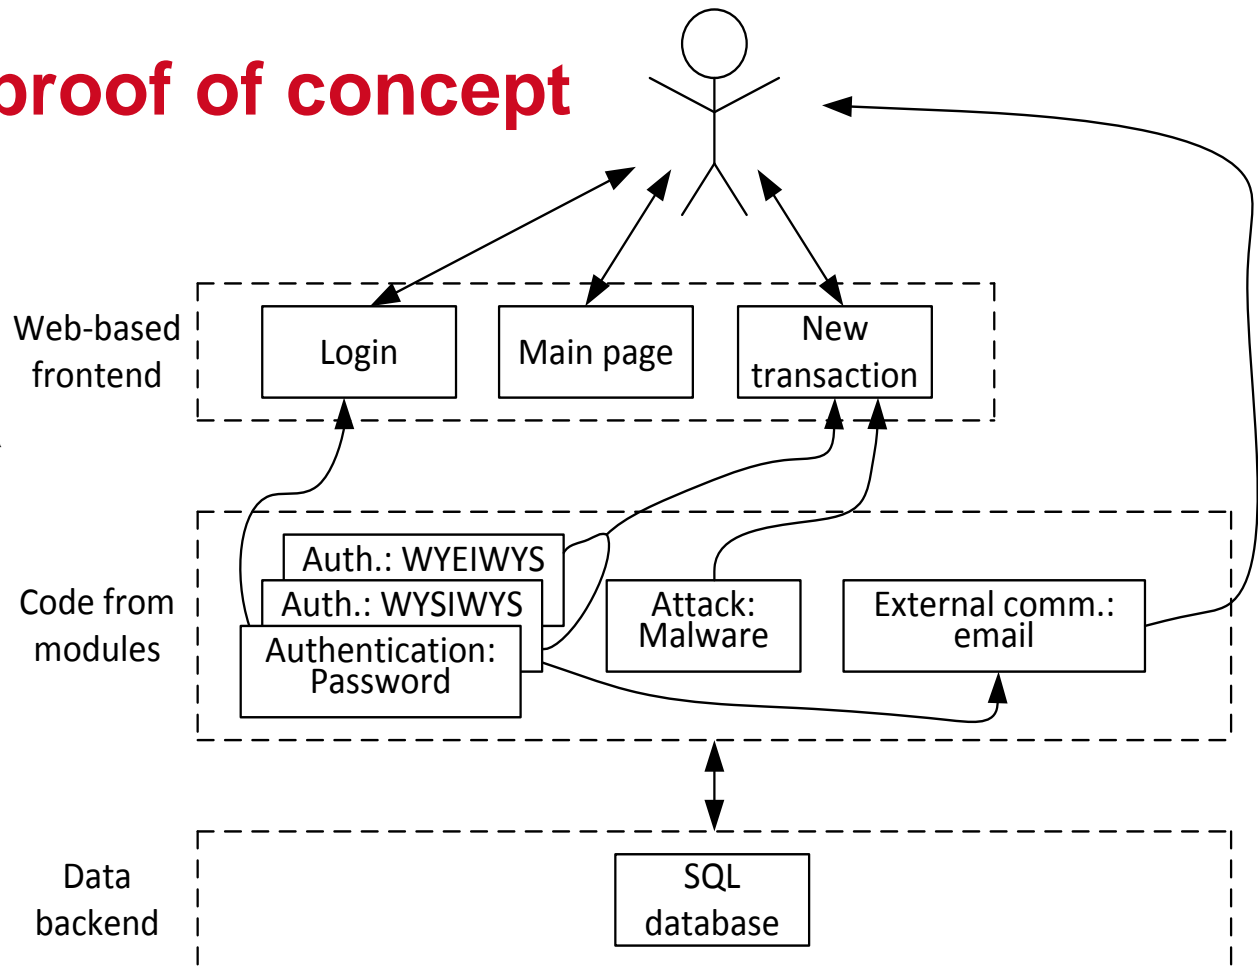 proof of concept
Web-based
frontend
Login
Main page
New
transaction
Code from
modules
Auth.: WYEIWYS
Auth.: WYSIWYS
Authentication:
Password
Attack:
Malware
External comm.:
email
Data
backend
SQL
database